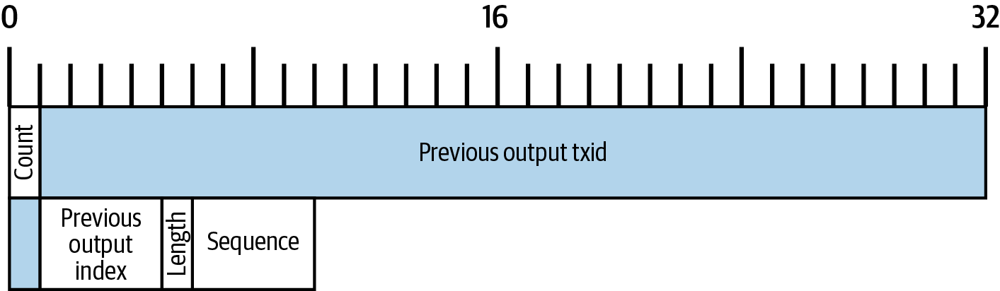 0 16 32
Count
Previous output txid
Previous
output
index
Length
Sequence